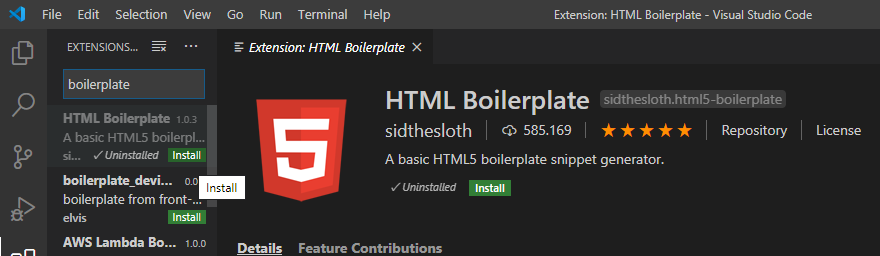 File Edit Selection View Go Run Terminal Help Extension: HTML Boilerplate - Visual Studio Code
EXTENSIONS...
Extension: HTML Boilerplate
boilerplate
HTML Boilerplate 1.0.3
A basic HTML5 boilerpl...
si... ✓Uninstalled Install
boilerplate_devi... 0.0
boilerplate from front-...
elvis Install
AWS Lambda Bo... 1.0.0
Install
HTML Boilerplate sidthesloth.html5-boilerplate
sidthesloth 585.169 ★★★★★ Repository License
A basic HTML5 boilerplate snippet generator.
✓Uninstalled Install
Details Feature Contributions